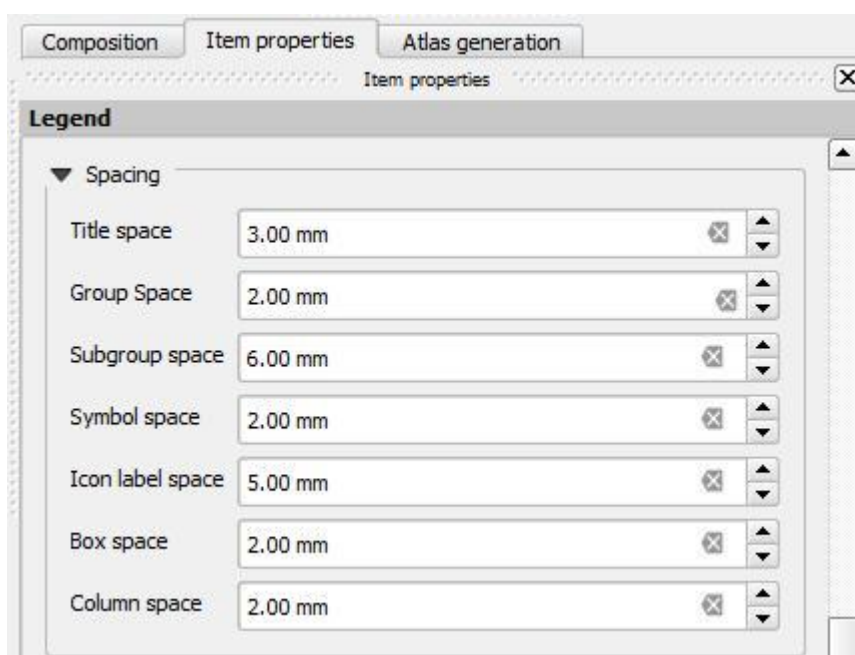 Composition Item properties Atlas generation
Item properties
Legend
Spacing
Title space 3.00 mm
Group Space 2.00 mm
Subgroup space 6.00 mm
Symbol space 2.00 mm
Icon label space 5.00 mm
Box space 2.00 mm
Column space 2.00 mm